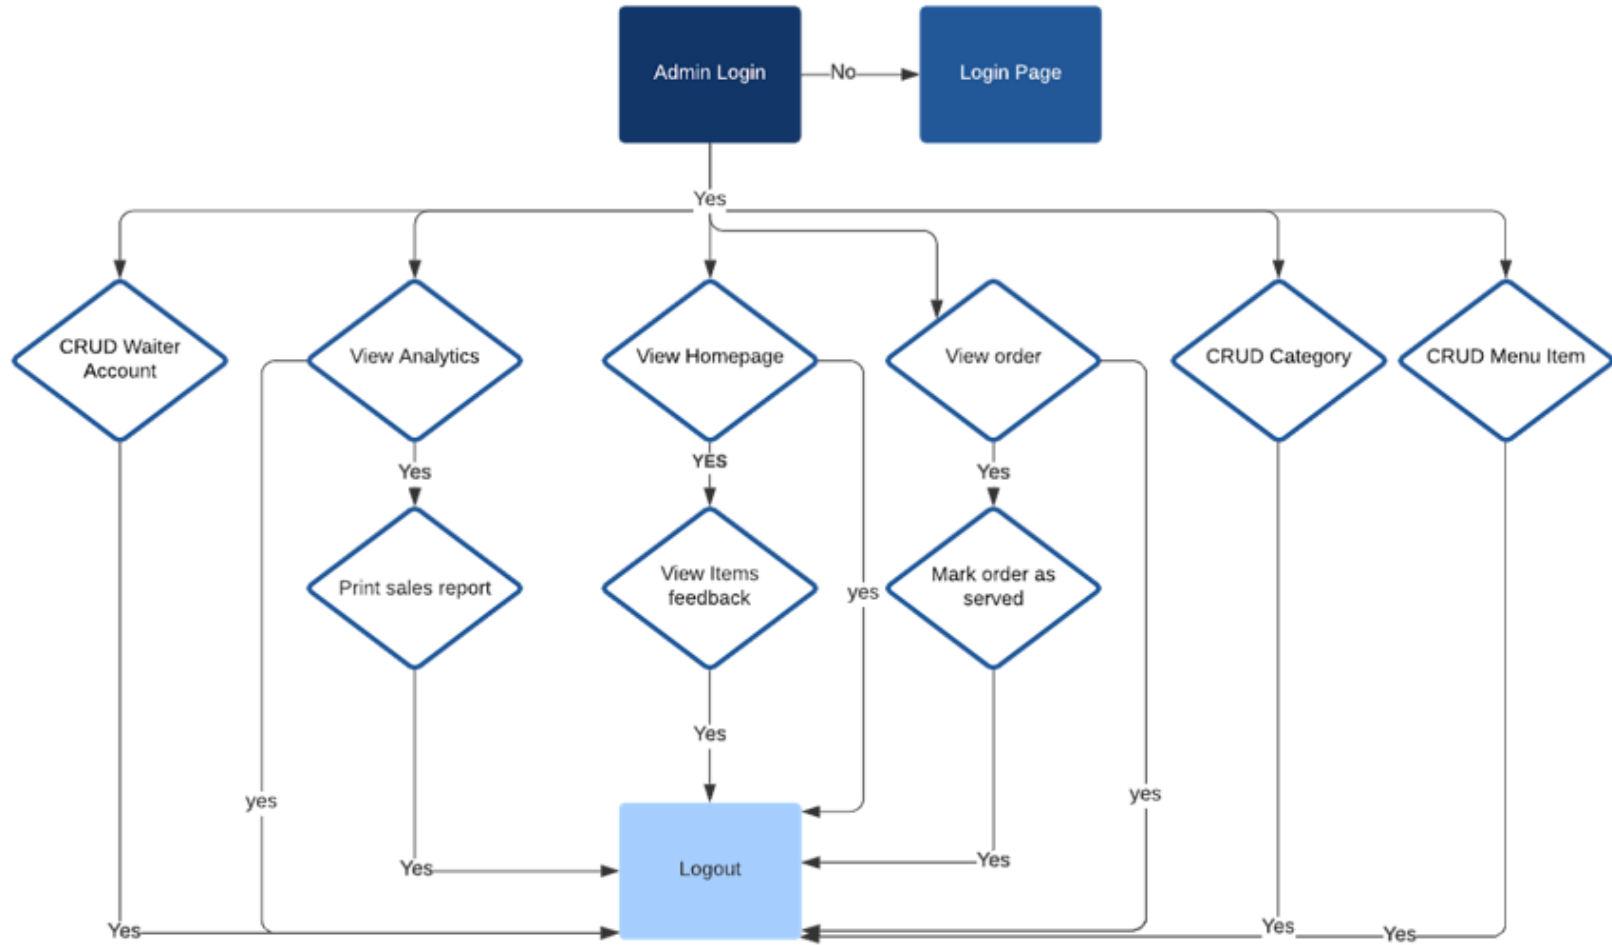 Admin Login
No
Login Page
Yes
CRUD Waiter
Account
View Analytics
View Homepage
View order
CRUD Category
CRUD Menu Item
Yes
YES
Yes
Print sales report
View Items
feedback
yes
Mark order as
served
Yes
yes
yes
Yes
Logout
Yes
Yes
Yes
Yes